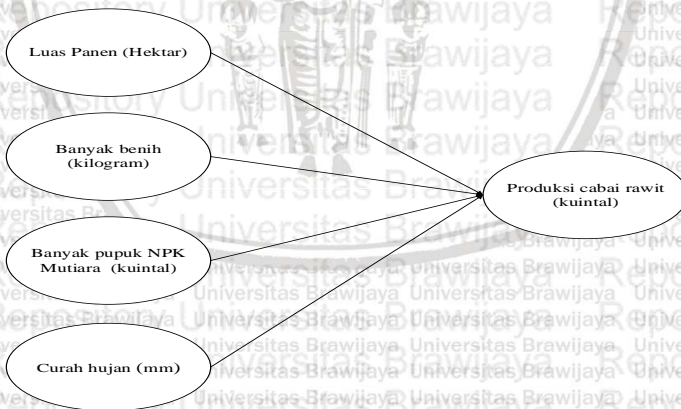 Luas Panen (Hektar)
Banyak benih
(kilogram)
Produksi cabai rawit
(kuintal)
Banyak pupuk NPK
Mutiara (kuintal)
Curah hujan (mm)